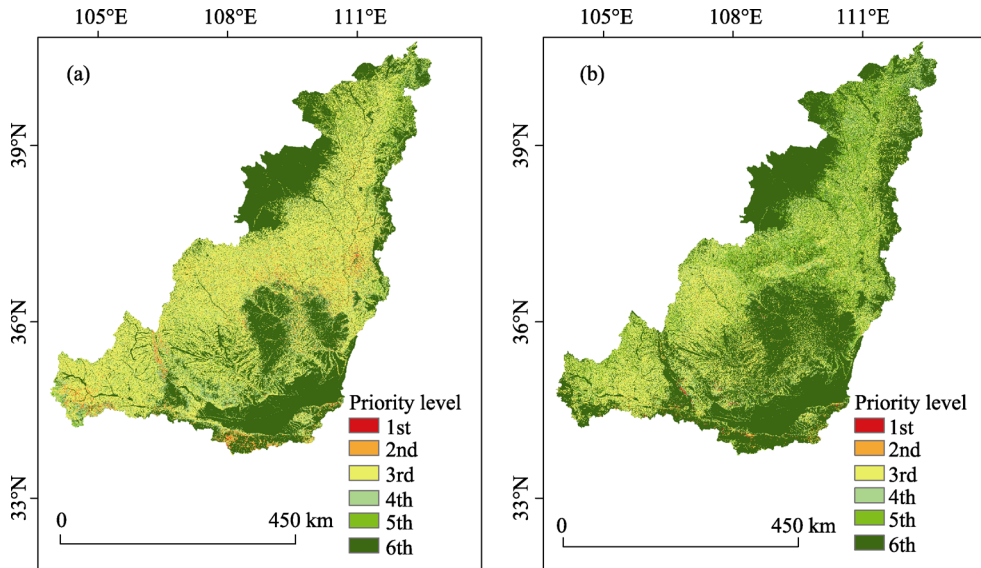 105°E 108°E 111°E 105°E 108°E 111°E
(a) (b)
39°N 39°N
36°N 36°N
33°N 33°N
Priority level Priority level
1st 1st
2nd 2nd
3rd 3rd
4th 4th
5th 5th
6th 6th
0 450 km 0 450 km